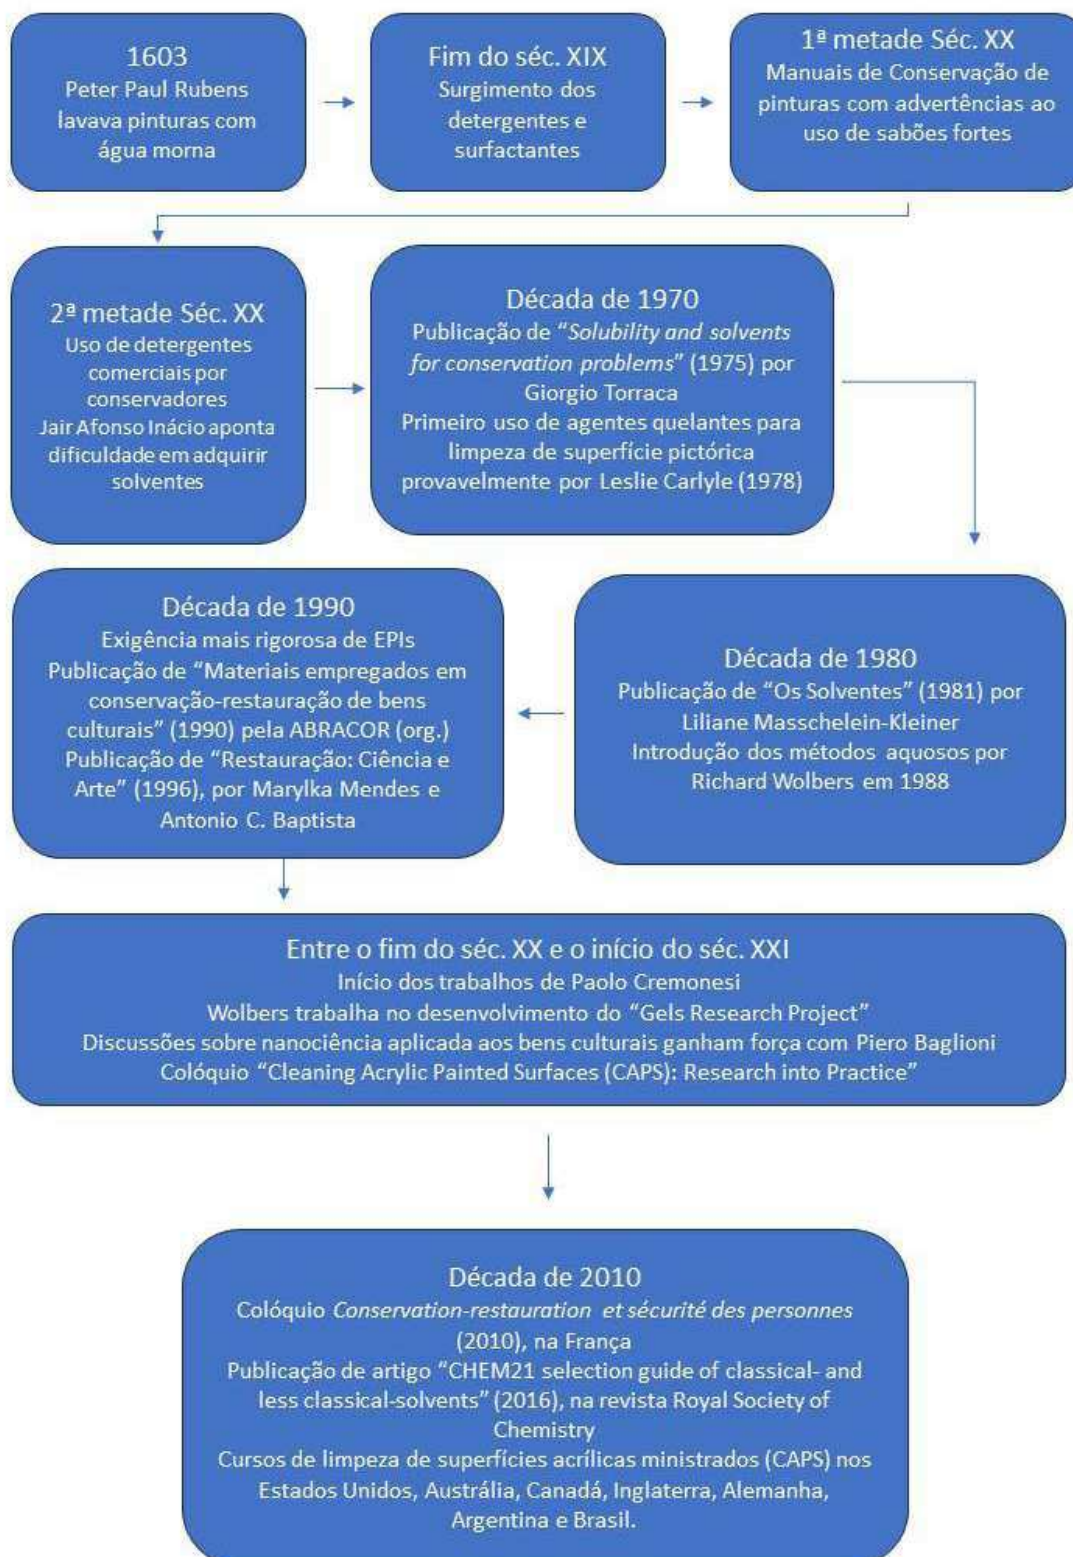 1603
Peter Paul Rubens
lavava pinturas com
água morna
Fim do séc. XIX
Surgimento dos
detergentes e
surfactantes
1ª metade Séc. XX
Manuais de Conservação de
pinturas com advertências ao
uso de sabões fortes
2ª metade Séc. XX
Uso de detergentes
comerciais por
conservadores
Jair Afonso Inácio aponta
dificuldade em adquirir
solventes
Década de 1970
Publicação de “Solubility and solvents
for conservation problems” (1975) por
Giorgio Torraca
Primeiro uso de agentes quelantes para
limpeza de superfície pictórica
provavelmente por Leslie Carlyle (1978)
Década de 1980
Publicação de “Os Solventes” (1981) por
Liliane Masschelein-Kleiner
Introdução dos métodos aquosos por
Richard Wolbers em 1988
Década de 1990
Exigência mais rigorosa de EPIs
Publicação de “Materiais empregados em
conservação-restauração de bens
culturais” (1990) pela ABRACOR (org.)
Publicação de “Restauração: Ciência e
Arte” (1996), por Marylka Mendes e
Antonio C. Baptista
Entre o fim do séc. XX e o início do séc. XXI
Início dos trabalhos de Paolo Cremonesi
Wolbers trabalha no desenvolvimento do “Gels Research Project”
Discussões sobre nanociência aplicada aos bens culturais ganham força com Piero Baglioni
Colóquio “Cleaning Acrylic Painted Surfaces (CAPS): Research into Practice”
Década de 2010
Colóquio Conservation-restauration et sécurité des personnes
(2010), na França
Publicação de artigo “CHEM21 selection guide of classical- and
less classical-solvents” (2016), na revista Royal Society of
Chemistry
Cursos de limpeza de superfícies acrílicas ministrados (CAPS) nos
Estados Unidos, Austrália, Canadá, Inglaterra, Alemanha,
Argentina e Brasil.